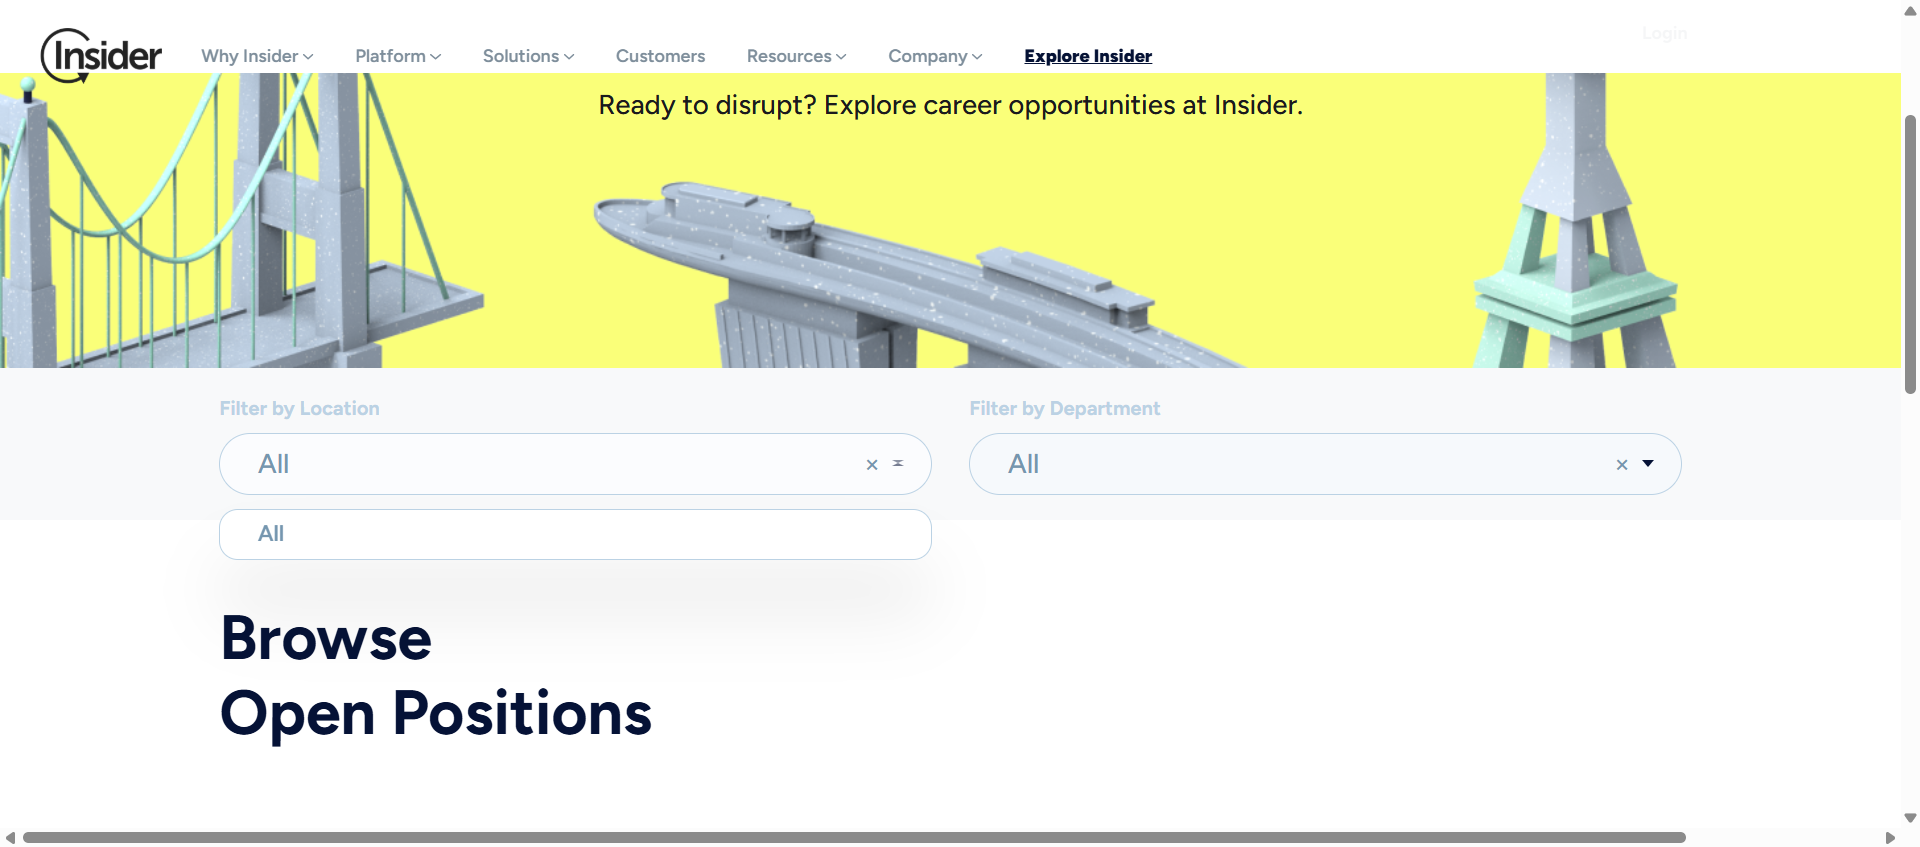 Login
Insider
Why Insider
Platform
Solutions
Customers
Resources
Company
Explore Insider
Ready to disrupt? Explore career opportunities at Insider.
Filter by Location
Filter by Department
All
All
All
Browse
Open Positions